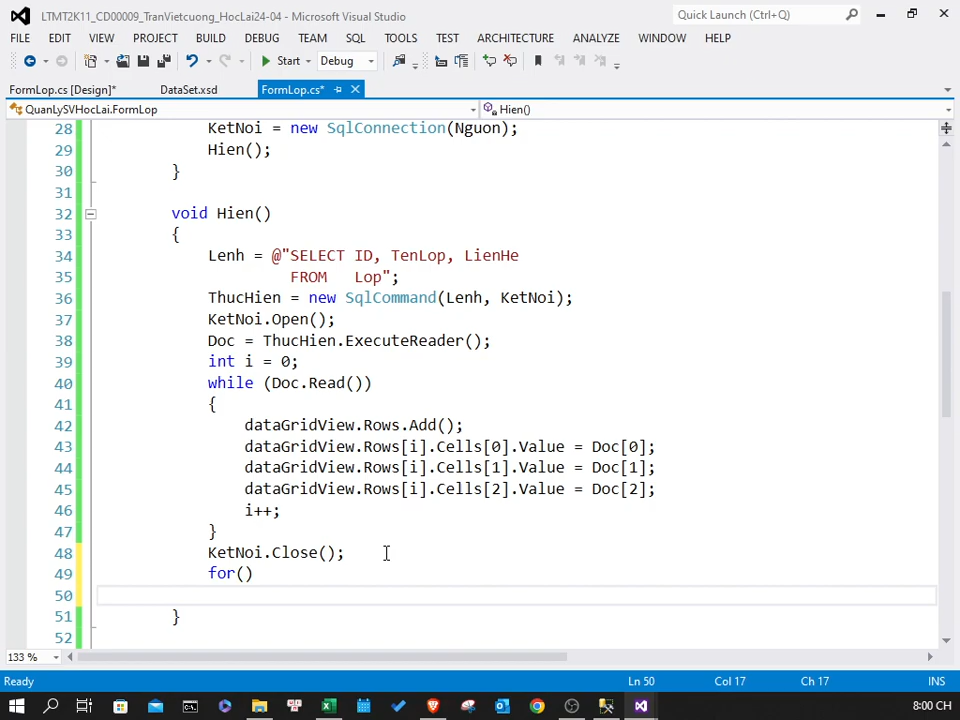 LTMT2K11_CD00009_TranVietcuong_HocLai24-04 - Microsoft Visual Studio
Quick Launch (Ctrl+Q)
FILE EDIT VIEW PROJECT BUILD DEBUG TEAM SQL TOOLS TEST ARCHITECTURE ANALYZE WINDOW HELP
Start Debug
FormLop.cs [Design]* DataSet.xsd FormLop.cs*
QuanLySVHocLai.FormLop Hien()
28 KetNoi = new SqlConnection(Nguon);
29 Hien();
30 }
31
32 void Hien()
33 {
34 Lenh = @"SELECT ID, TenLop, LienHe
35 FROM Lop";
36 ThucHien = new SqlCommand(Lenh, KetNoi);
37 KetNoi.Open();
38 Doc = ThucHien.ExecuteReader();
39 int i = 0;
40 while (Doc.Read())
41 {
42 dataGridView.Rows.Add();
43 dataGridView.Rows[i].Cells[0].Value = Doc[0];
44 dataGridView.Rows[i].Cells[1].Value = Doc[1];
45 dataGridView.Rows[i].Cells[2].Value = Doc[2];
46 i++;
47 }
48 KetNoi.Close();
49 for()
50
51 }
52
133 %
Ready Ln 50 Col 17 Ch 17 INS
8:00 CH